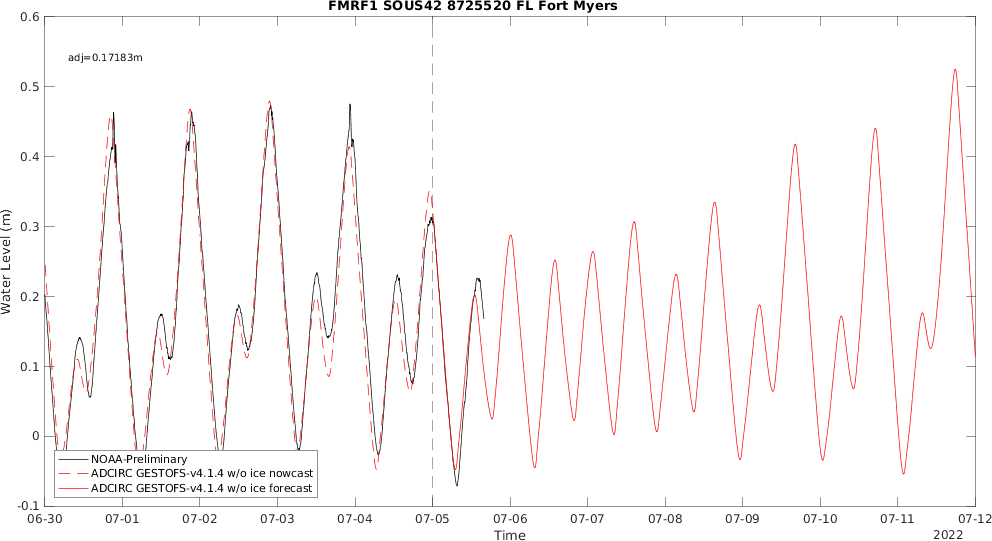 FMRF1 SOUS42 8725520 FL Fort Myers
adj=0.17183m
0.6
0.5
0.4
0.3
0.2
0.1
0
-0.1
Water Level (m)
NOAA-Preliminary
ADCIRC GESTOFS-v4.1.4 w/o ice nowcast
ADCIRC GESTOFS-v4.1.4 w/o ice forecast
06-30 07-01 07-02 07-03 07-04 07-05 07-06 07-07 07-08 07-09 07-10 07-11 07-12
Time
2022